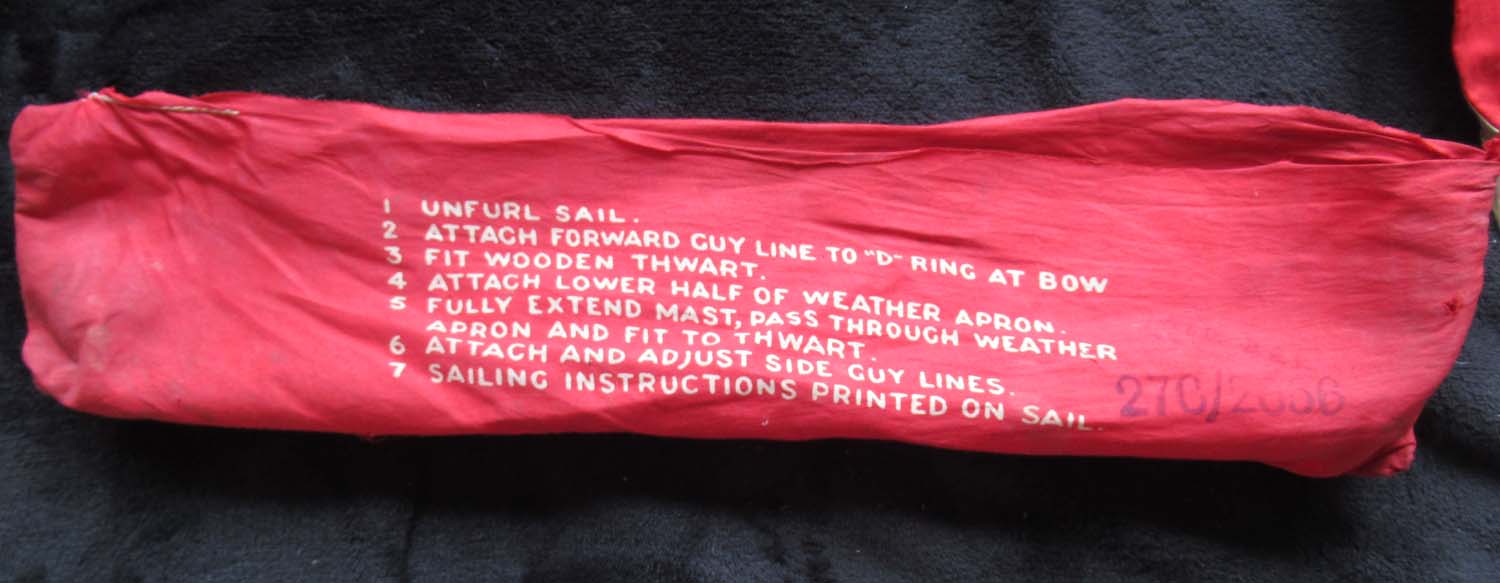 1 UNFURL SAIL.
2 ATTACH FORWARD GUY LINE TO "D" RING AT BOW
3 FIT WOODEN THWART.
4 ATTACH LOWER HALF OF WEATHER APRON.
5 FULLY EXTEND MAST, PASS THROUGH WEATHER
APRON AND FIT TO THWART.
6 ATTACH AND ADJUST SIDE GUY LINES.
7 SAILING INSTRUCTIONS PRINTED ON SAIL.